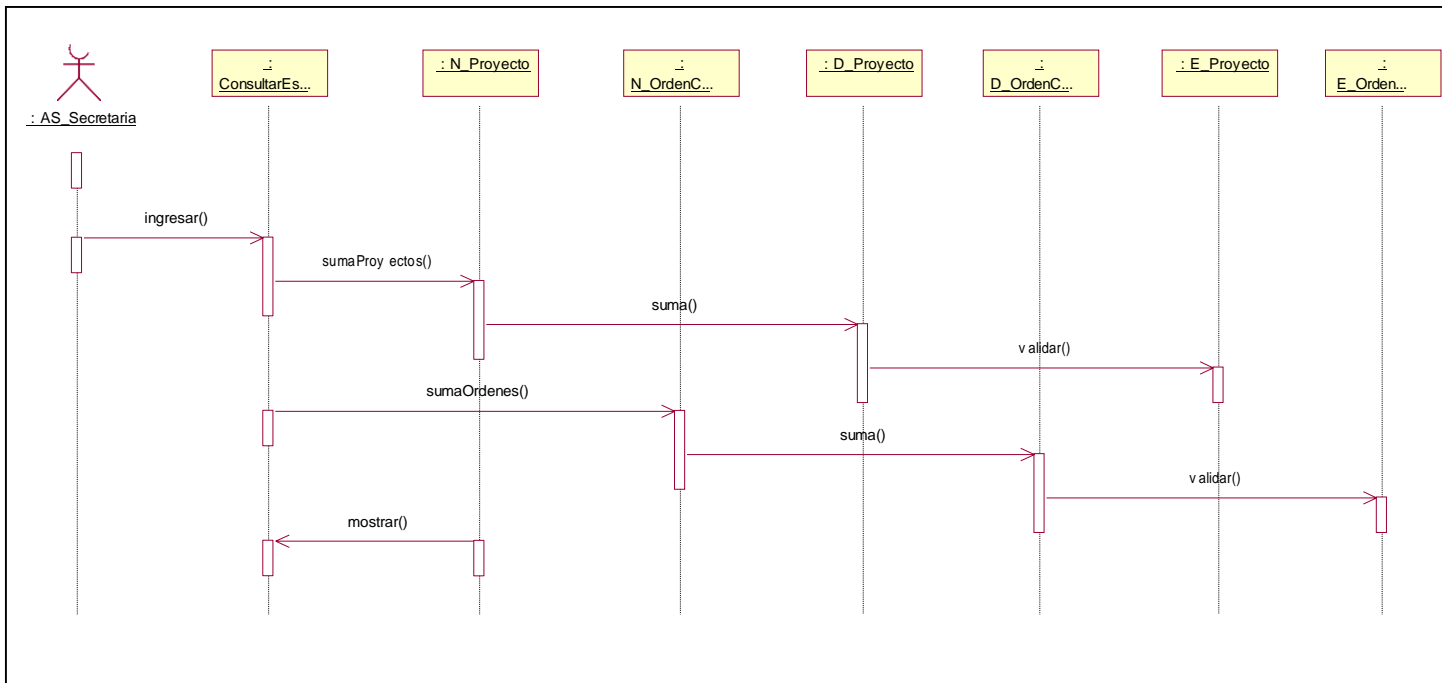 : AS_Secretaria
:
ConsultarEs...
: N_Proyecto
:
N_OrdenC...
: D_Proyecto
:
D_OrdenC...
: E_Proyecto
:
E_Orden...
ingresar()
sumaProy ectos()
suma()
v alidar()
sumaOrdenes()
suma()
v alidar()
mostrar()